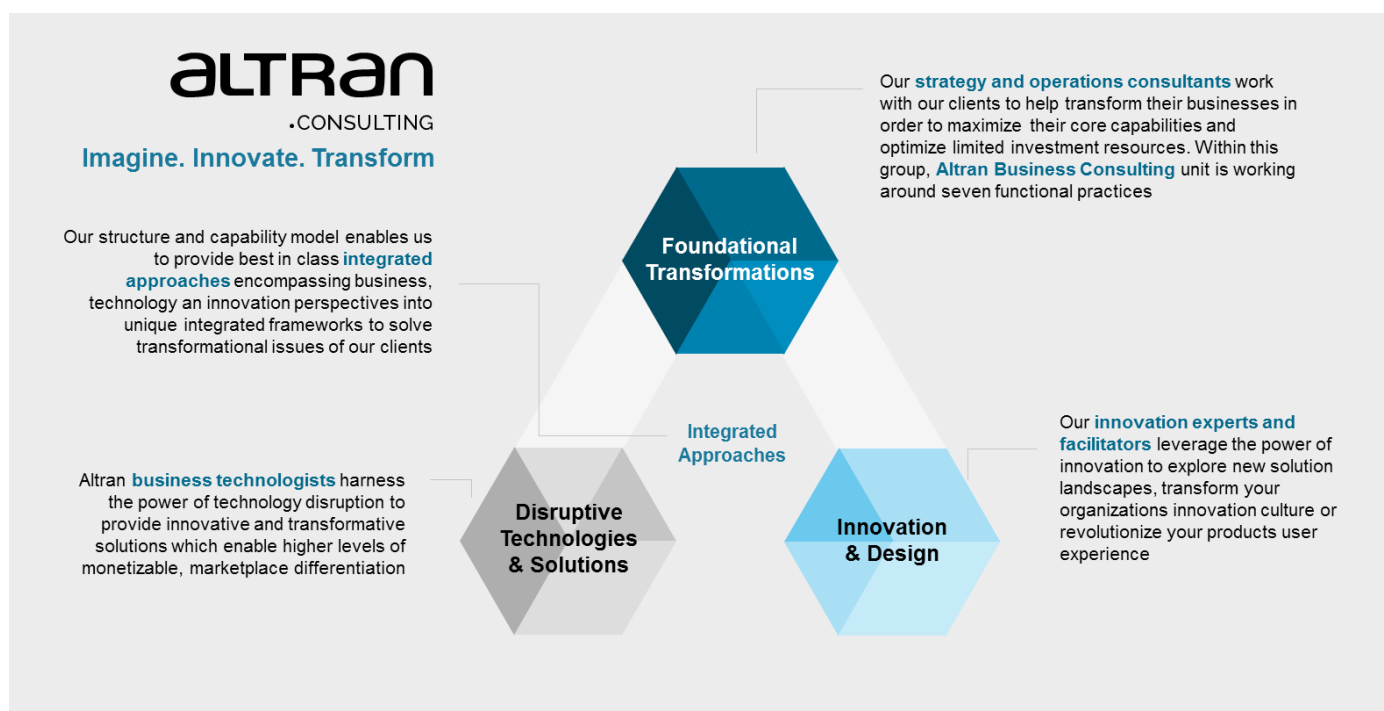 aLTRan
.CONSULTING
Imagine. Innovate. Transform
Our strategy and operations consultants work
with our clients to help transform their businesses in
order to maximize their core capabilities and
optimize limited investment resources. Within this
group, Altran Business Consulting unit is working
around seven functional practices
Foundational
Transformations
Our structure and capability model enables us
to provide best in class integrated
approaches encompassing business,
technology an innovation perspectives into
unique integrated frameworks to solve
transformational issues of our clients
Integrated
Approaches
Our innovation experts and
facilitators leverage the power of
innovation to explore new solution
landscapes, transform your
organizations innovation culture or
revolutionize your products user
experience
Altran business technologists harness
the power of technology disruption to
provide innovative and transformative
solutions which enable higher levels of
monetizable, marketplace differentiation
Disruptive
Technologies
& Solutions
Innovation
& Design